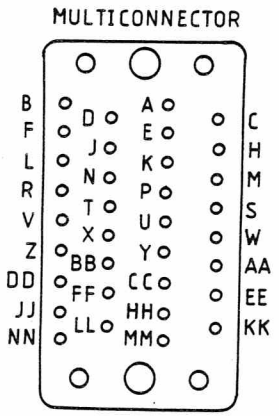 MULTICONNECTOR
B A C
D
F E H
J
L K M
N
R P S
T
V U W
X
Z Y AA
BB
DD CC EE
FF
JJ HH KK
LL
NN MM